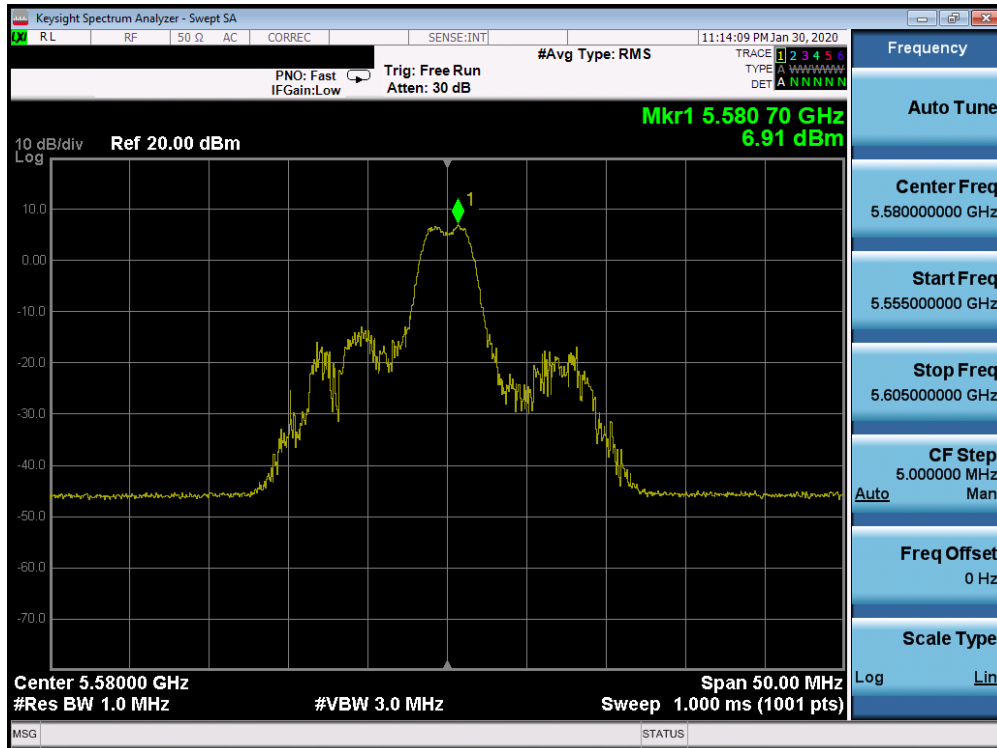 Keysight Spectrum Analyzer - Swept SA
LXI RL RF 50 Ω AC CORREC SENSE:INT 11:14:09 PM Jan 30, 2020
#Avg Type: RMS
TRACE 1 2 3 4 5 6
PNO: Fast Trig: Free Run
TYPE A WWWWW
IFGain:Low Atten: 30 dB
DET A N N N N N
Mkr1 5.580 70 GHz
6.91 dBm
10 dB/div Ref 20.00 dBm
Log
1
10.0
0.00
-10.0
-20.0
-30.0
-40.0
-50.0
-60.0
-70.0
Center 5.58000 GHz Span 50.00 MHz
#Res BW 1.0 MHz #VBW 3.0 MHz Sweep 1.000 ms (1001 pts)
MSG STATUS
Frequency
Auto Tune
Center Freq
5.580000000 GHz
Start Freq
5.555000000 GHz
Stop Freq
5.605000000 GHz
CF Step
5.000000 MHz
Auto Man
Freq Offset
0 Hz
Scale Type
Log Lin